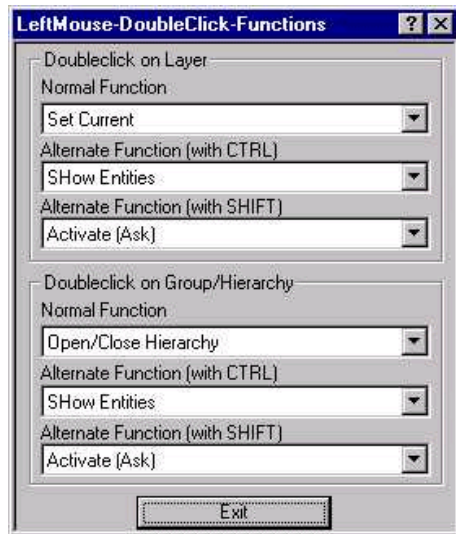 LeftMouse-DoubleClick-Functions
Doubleclick on Layer
Normal Function
Set Current
Alternate Function (with CTRL)
SHow Entities
Alternate Function (with SHIFT)
Activate (Ask)
Doubleclick on Group/Hierarchy
Normal Function
Open/Close Hierarchy
Alternate Function (with CTRL)
SHow Entities
Alternate Function (with SHIFT)
Activate (Ask)
Exit